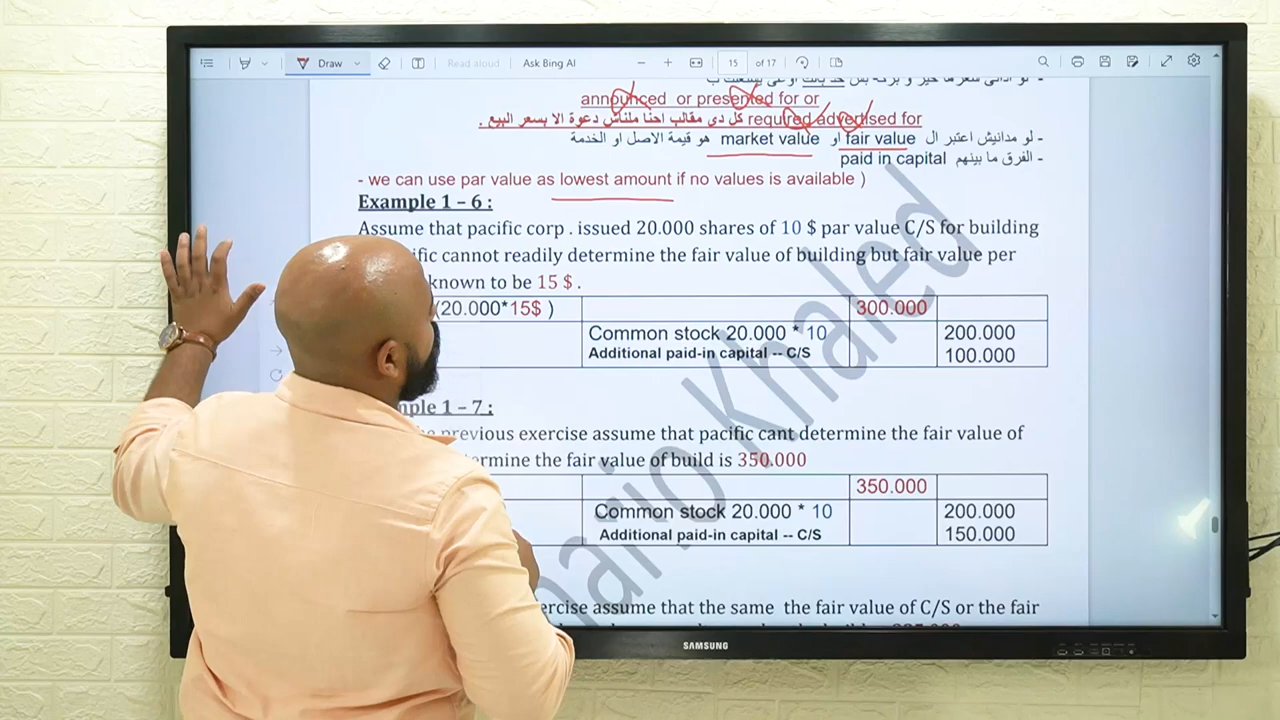 Draw
Read aloud
Ask Bing AI
15
of 17
announced or presented for or
required advertised for كل دي مقالب احنا ملناش دعوة الا بسعر البيع .
- لو مدانيش اعتبر ال fair value او market value هو قيمة الاصل او الخدمة
- الفرق ما بينهم paid in capital
- we can use par value as lowest amount if no values is available )
Example 1 – 6 :
Assume that pacific corp . issued 20.000 shares of 10 $ par value C/S for building
cannot readily determine the fair value of building but fair value per
known to be 15 $ .
(20.000*15$ )
300.000
Common stock 20.000 * 10
200.000
Additional paid-in capital -- C/S
100.000
1 – 7 :
previous exercise assume that pacific cant determine the fair value of
the fair value of build is 350.000
350.000
Common stock 20.000 * 10
200.000
Additional paid-in capital -- C/S
150.000
assume that the same the fair value of C/S or the fair
Khaled
SAMSUNG